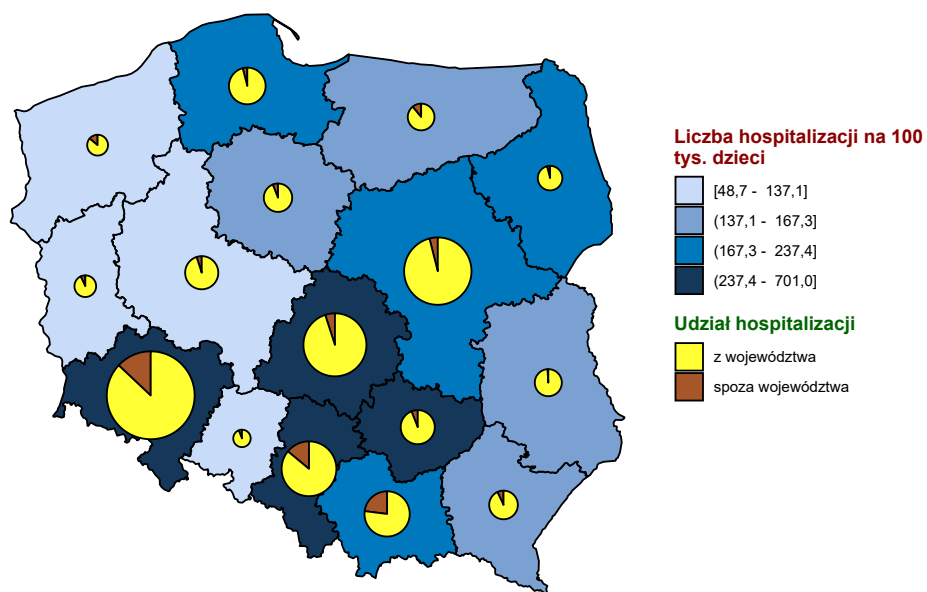 Liczba hospitalizacji na 100
tys. dzieci
[48,7 - 137,1]
(137,1 - 167,3]
(167,3 - 237,4]
(237,4 - 701,0]
Udział hospitalizacji
z województwa
spoza województwa